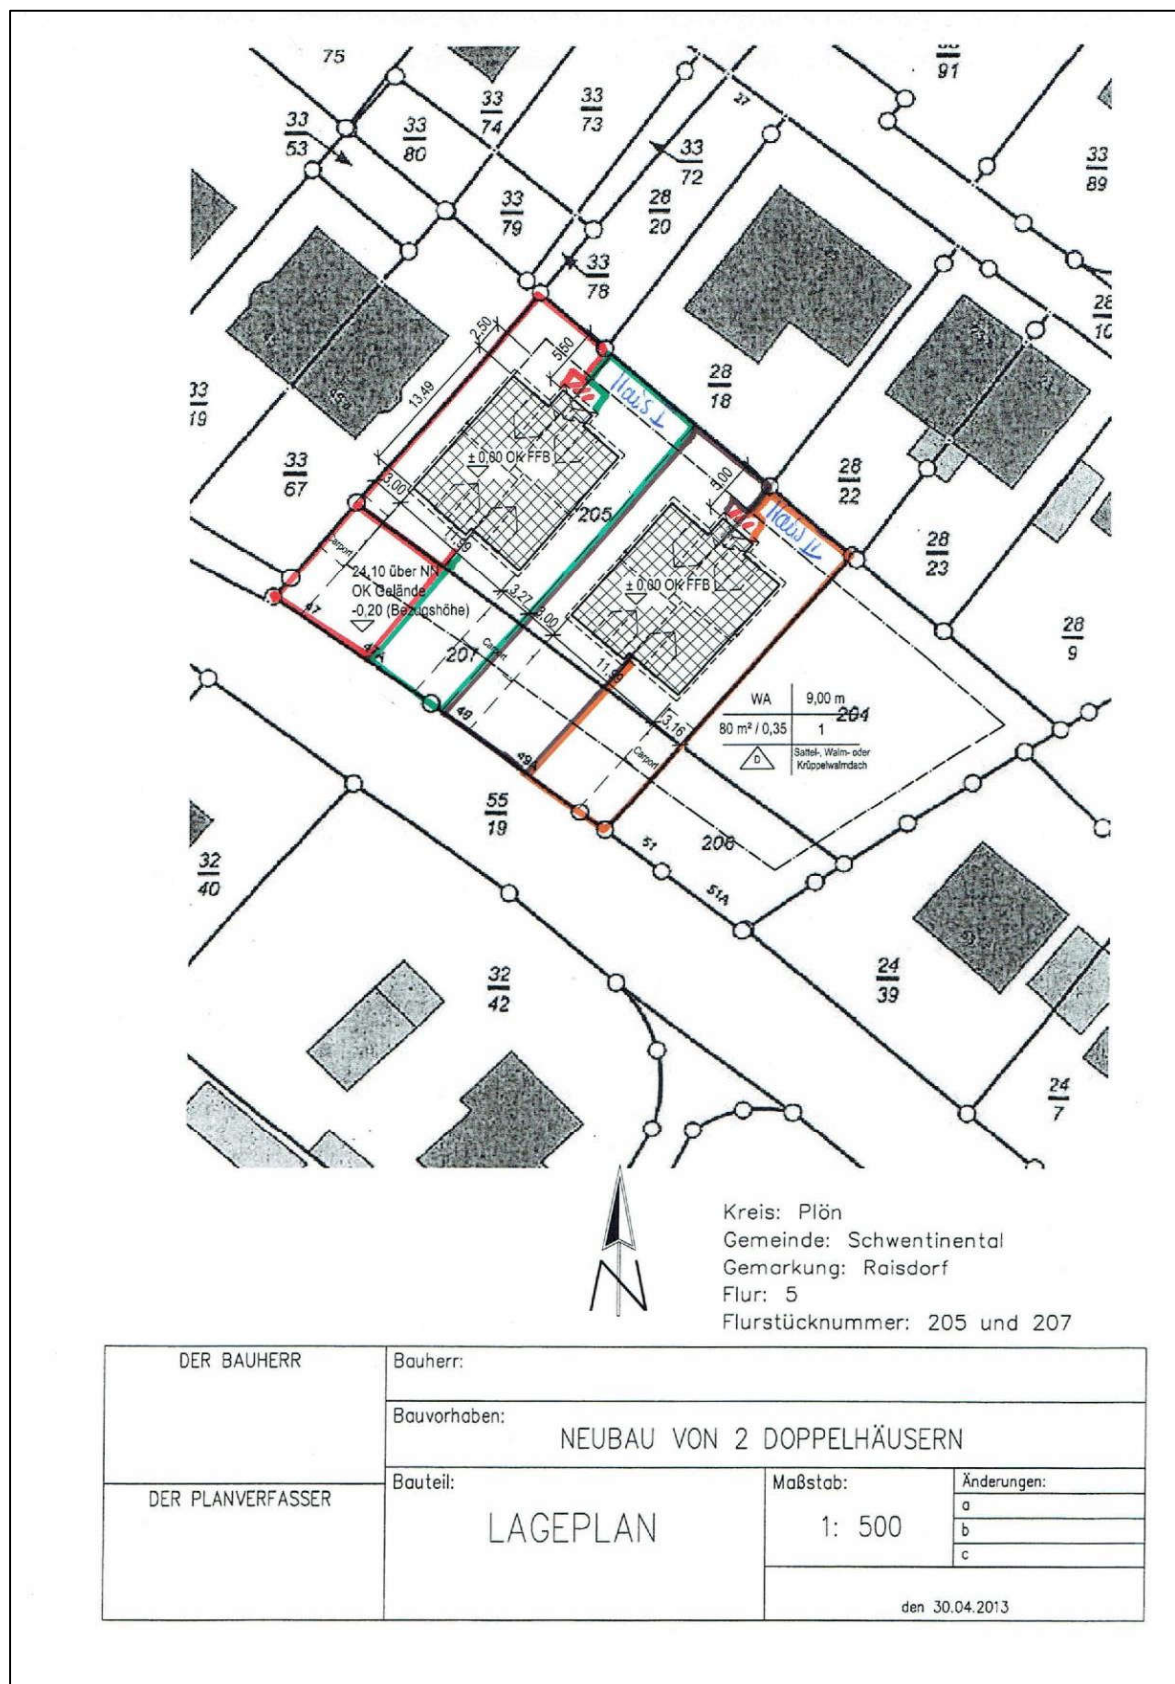 75
91
33
53
33
80
33
74
33
73
33
72
27
33
89
33
79
28
20
33
78
28
10
33
19
33
67
2,50
5,50
13,49
28
18
Haus I
± 0,00 OK FFB
3,00
205
28
22
28
23
28
9
5,00
Haus II
± 0,00 OK FFB
Carport
11,99
24,10 über NN
OK Gelände
-0,20 (Bezugshöhe)
3,27
3,00
47
47A
207
Carport
49
49A
3,16
Carport
WA
9,00 m
204
80 m² / 0,35
1
D
Sattel-, Walm- oder
Krüppelwalmdach
55
19
51
51A
206
32
40
32
42
24
39
24
7
N
Kreis: Plön
Gemeinde: Schwentinental
Gemarkung: Raisdorf
Flur: 5
Flurstücknummer: 205 und 207
DER BAUHERR
Bauherr:
Bauvorhaben:
NEUBAU VON 2 DOPPELHÄUSERN
DER PLANVERFASSER
Bauteil:
LAGEPLAN
Maßstab:
1: 500
Änderungen:
a
b
c
den 30.04.2013